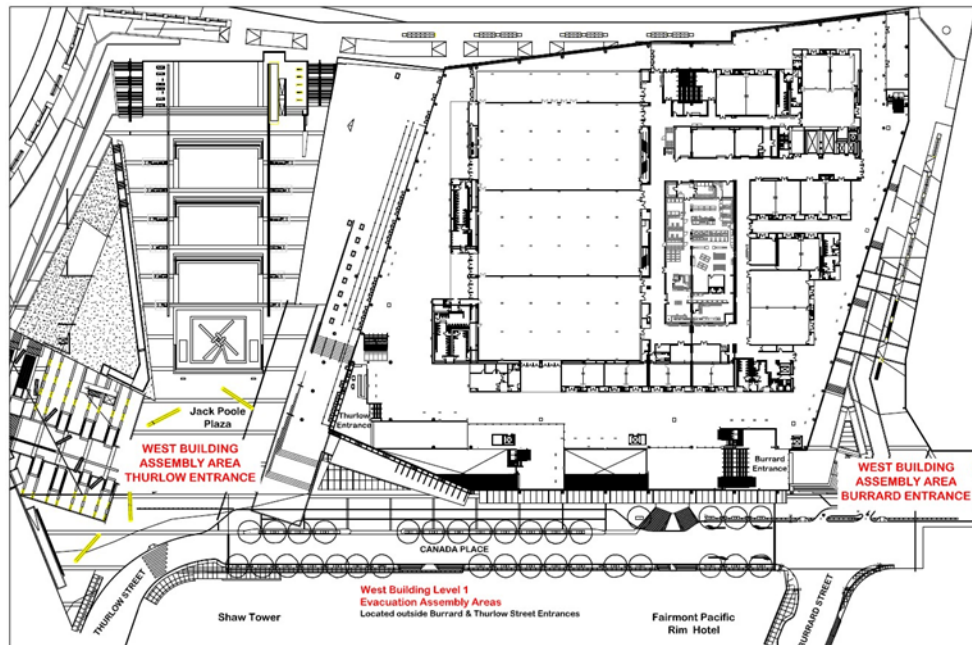 Jack Poole
Plaza
WEST BUILDING
ASSEMBLY AREA
THURLOW ENTRANCE
Thurlow
Entrance
Burrard
Entrance
WEST BUILDING
ASSEMBLY AREA
BURRARD ENTRANCE
CANADA PLACE
THURLOW STREET
West Building Level 1
Evacuation Assembly Areas
Located outside Burrard & Thurlow Street Entrances
Shaw Tower
Fairmont Pacific
Rim Hotel
BURRARD STREET